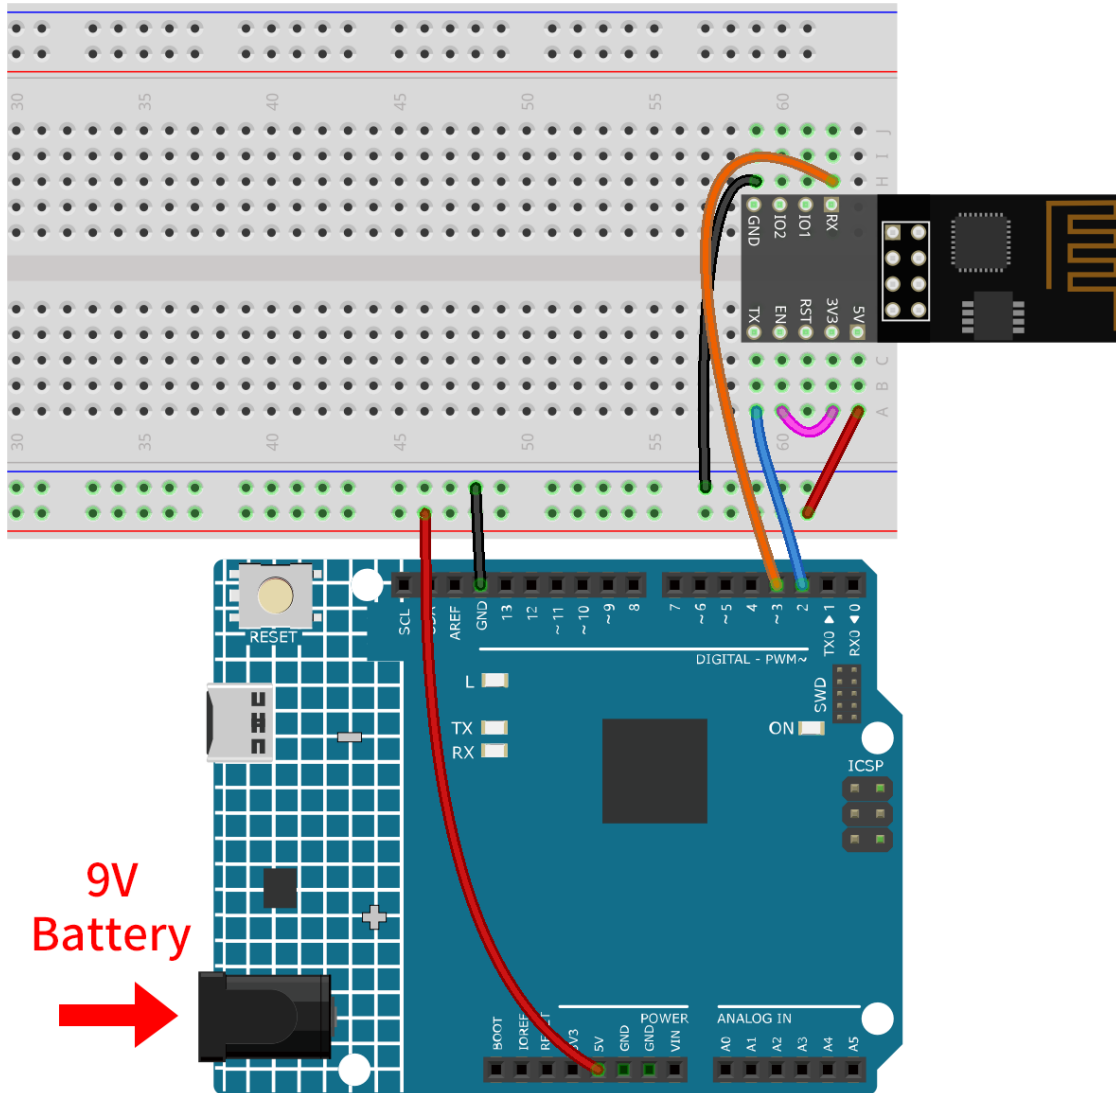 30
35
40
45
50
55
60
J
I
H
GND
IO2
IO1
RX
TX
EN
RST
3V3
5V
C
B
A
30
35
40
45
50
55
60
RESET
SCL
AREF
GND
13
12
~11
~10
~9
8
7
~6
~5
4
~3
2
TX0▶1
RX0◀0
DIGITAL - PWM~
L
TX
RX
ON
SWD
ICSP
9V
Battery
POWER
ANALOG IN
BOOT
IOREF
5V
GND
GND
VIN
A0
A1
A2
A3
A4
A5